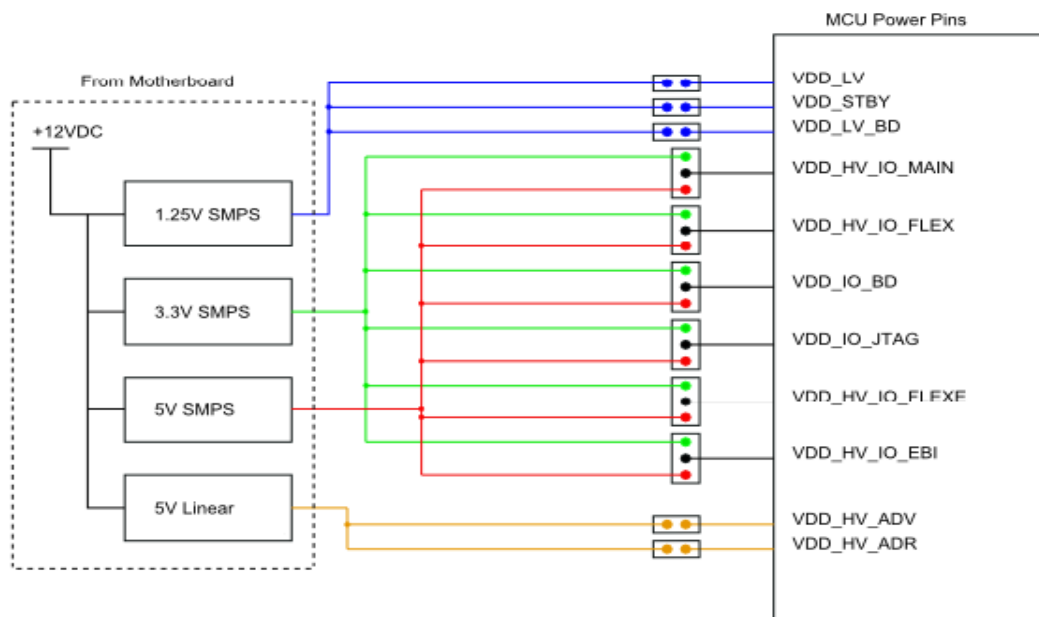 MCU Power Pins
From Motherboard
+12VDC
1.25V SMPS
3.3V SMPS
5V SMPS
5V Linear
VDD_LV
VDD_STBY
VDD_LV_BD
VDD_HV_IO_MAIN
VDD_HV_IO_FLEX
VDD_IO_BD
VDD_IO_JTAG
VDD_HV_IO_FLEXE
VDD_HV_IO_EBI
VDD_HV_ADV
VDD_HV_ADR